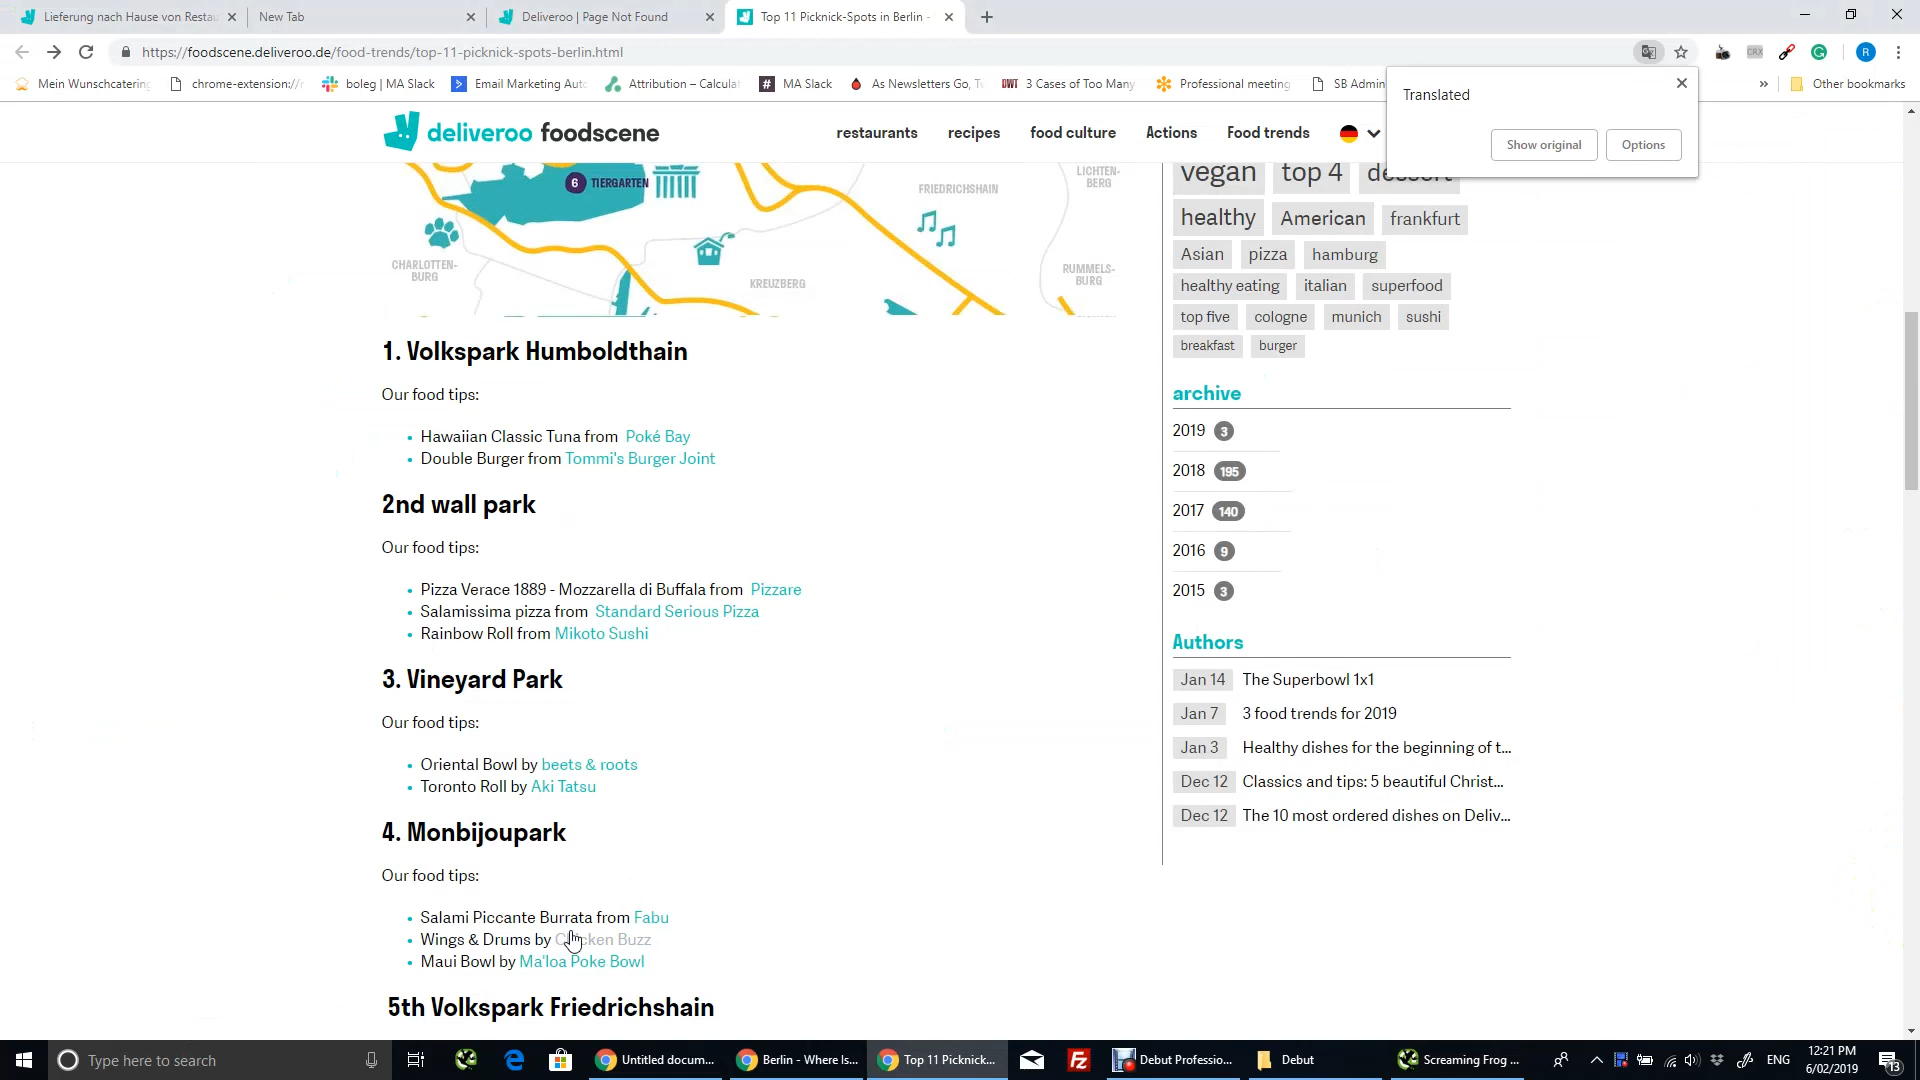 Lieferung nach Hause von Restau
New Tab
Deliveroo | Page Not Found
Top 11 Picknick-Spots in Berlin -
https://foodscene.deliveroo.de/food-trends/top-11-picknick-spots-berlin.html
R
Mein Wunschcatering
chrome-extension://r
boleg | MA Slack
Email Marketing Auto
Attribution – Calcula
MA Slack
As Newsletters Go,
DWT 3 Cases of Too Many
Professional meeting
SB Admin
»
Other bookmarks
Translated
Show original
Options
deliveroo foodscene
restaurants
recipes
food culture
Actions
Food trends
6 TIERGARTEN
FRIEDRICHSHAIN
LICHTEN-
BERG
CHARLOTTEN-
BURG
KREUZBERG
RUMMELS-
BURG
1. Volkspark Humboldthain
Our food tips:
Hawaiian Classic Tuna from Poké Bay
Double Burger from Tommi's Burger Joint
2nd wall park
Our food tips:
Pizza Verace 1889 - Mozzarella di Buffala from Pizzare
Salamissima pizza from Standard Serious Pizza
Rainbow Roll from Mikoto Sushi
3. Vineyard Park
Our food tips:
Oriental Bowl by beets & roots
Toronto Roll by Aki Tatsu
4. Monbijoupark
Our food tips:
Salami Piccante Burrata from Fabu
Wings & Drums by Chicken Buzz
Maui Bowl by Ma'loa Poke Bowl
5th Volkspark Friedrichshain
vegan top 4 dessert
healthy American frankfurt
Asian pizza hamburg
healthy eating italian superfood
top five cologne munich sushi
breakfast burger
archive
2019 3
2018 195
2017 140
2016 9
2015 3
Authors
Jan 14 The Superbowl 1x1
Jan 7 3 food trends for 2019
Jan 3 Healthy dishes for the beginning of t...
Dec 12 Classics and tips: 5 beautiful Christ...
Dec 12 The 10 most ordered dishes on Deliv...
Type here to search
Untitled docum...
Berlin - Where Is...
Top 11 Picknick...
Debut Professio...
Debut
Screaming Frog ...
ENG
12:21 PM
6/02/2019
13